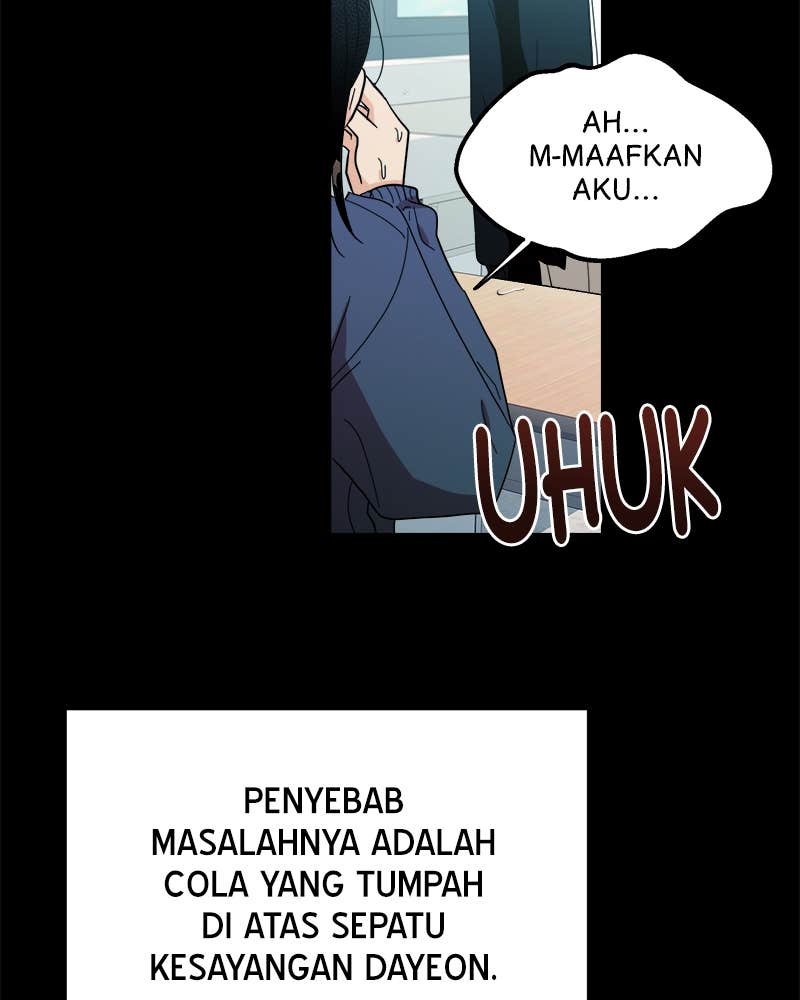 AH...
M-MAAFKAN
AKU...
UHUK
PENYEBAB
MASALAHNYA ADALAH
COLA YANG TUMPAH
DI ATAS SEPATU
KESAYANGAN DAYEON.